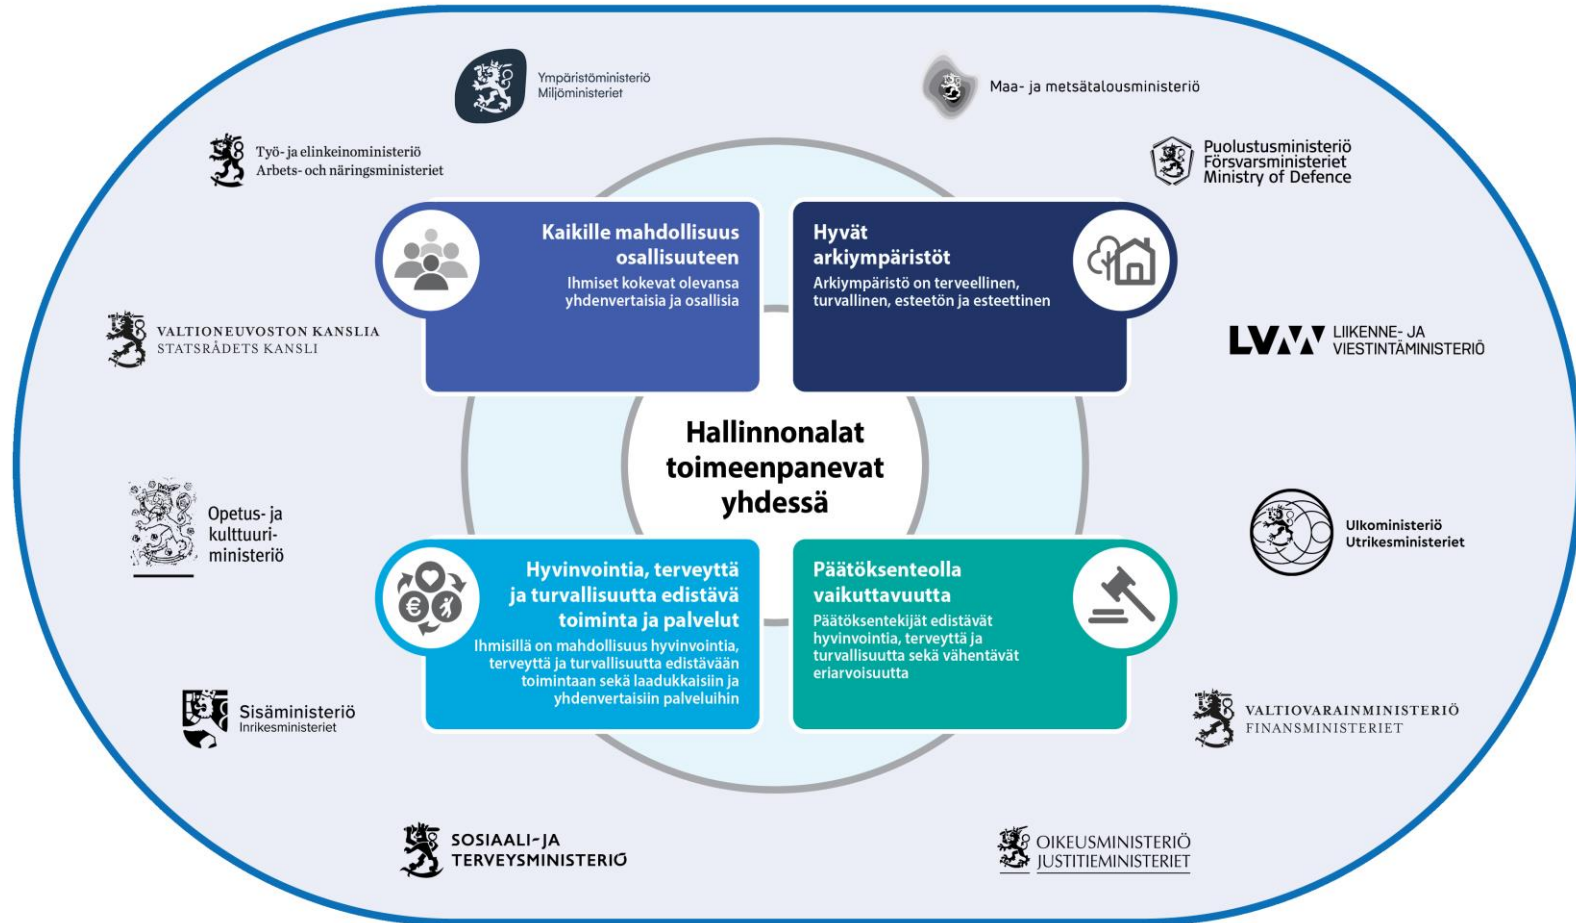 Ympäristöministeriö
Miljöministeriet
Maa- ja metsätalousministeriö
Työ- ja elinkeinoministeriö
Arbets- och näringsministeriet
Puolustusministeriö
Försvarsministeriet
Ministry of Defence
Kaikille mahdollisuus
osallisuuteen
Ihmiset kokevat olevansa
yhdenvertaisia ja osallisia
Hyvät
arkiympäristöt
Arkiympäristö on terveellinen,
turvallinen, esteetön ja esteettinen
VALTIONEUVOSTON KANSLIA
STATSRÅDETS KANSLI
LVM
LIIKENNE- JA
VIESTINTÄMINISTERIÖ
Hallinnonalat
toimeenpanevat
yhdessä
Opetus- ja
kulttuuri-
ministeriö
Ulkoministeriö
Utrikesministeriet
Hyvinvointia, terveyttä
ja turvallisuutta edistävä
toiminta ja palvelut
Ihmisillä on mahdollisuus hyvinvointia,
terveyttä ja turvallisuutta edistävään
toimintaan sekä laadukkaisiin ja
yhdenvertaisiin palveluihin
€
Päätöksenteolla
vaikuttavuutta
Päätöksentekijät edistävät
hyvinvointia, terveyttä ja
turvallisuutta sekä vähentävät
eriarvoisuutta
Sisäministeriö
Inrikesministeriet
VALTIOVARAINMINISTERIÖ
FINANSMINISTERIET
SOSIAALI- JA
TERVEYSMINISTERIÖ
OIKEUSMINISTERIÖ
JUSTITIEMINISTERIET